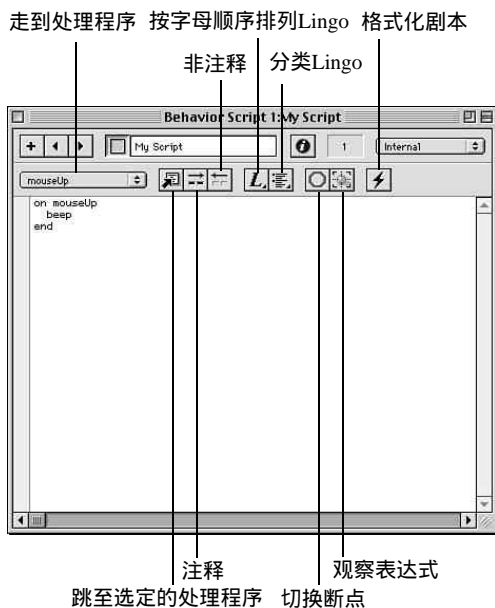 走到处理程序 按字母顺序排列Lingo 格式化剧本
非注释 分类Lingo
Behavior Script 1:My Script
My Script 1 Internal
mouseUp L
on mouseUp
beep
end
注释 观察表达式
跳至选定的处理程序 切换断点